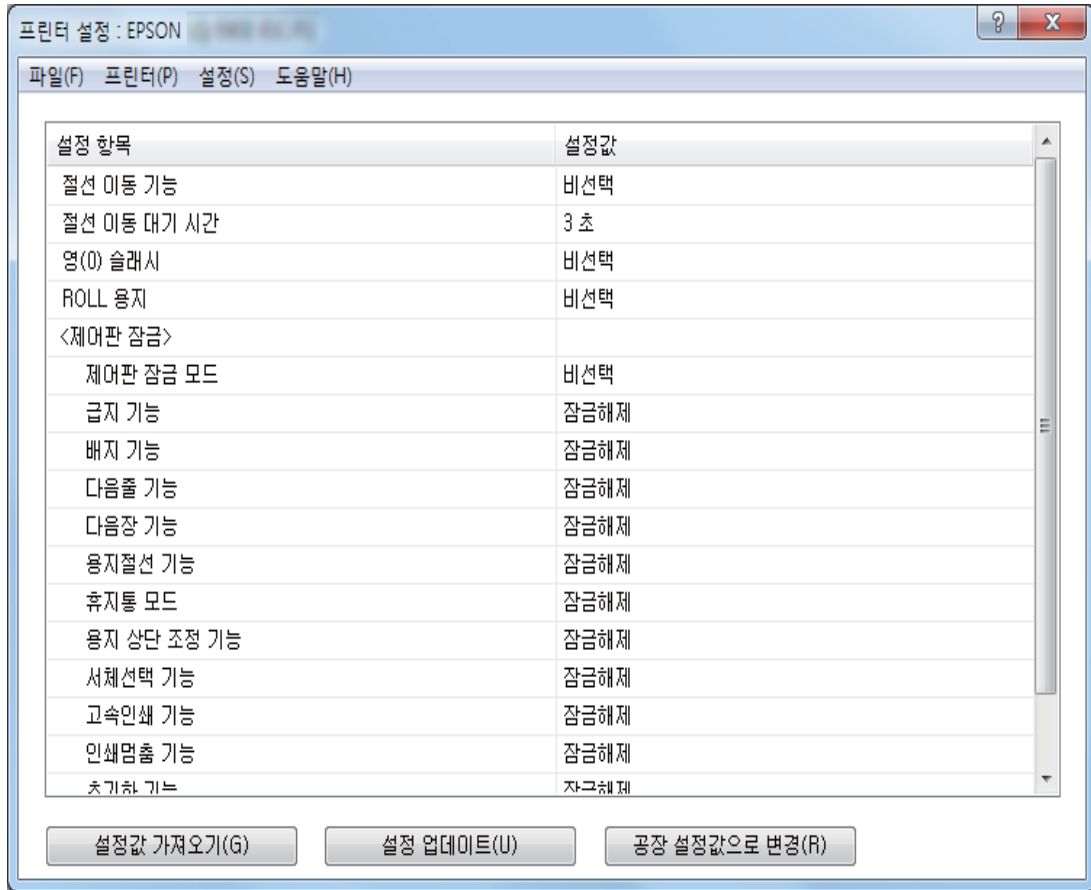 프린터 설정 : EPSON
파일(F) 프린터(P) 설정(S) 도움말(H)
설정 항목 설정값
절선 이동 기능 비선택
절선 이동 대기 시간 3 초
영(0) 슬래시 비선택
ROLL 용지 비선택
<제어판 잠금>
제어판 잠금 모드 비선택
급지 기능 잠금해제
배지 기능 잠금해제
다음줄 기능 잠금해제
다음장 기능 잠금해제
용지절선 기능 잠금해제
휴지통 모드 잠금해제
용지 상단 조정 기능 잠금해제
서체선택 기능 잠금해제
고속인쇄 기능 잠금해제
인쇄멈춤 기능 잠금해제
초기화 기능 잠금해제
설정값 가져오기(G) 설정 업데이트(U) 공장 설정값으로 변경(R)